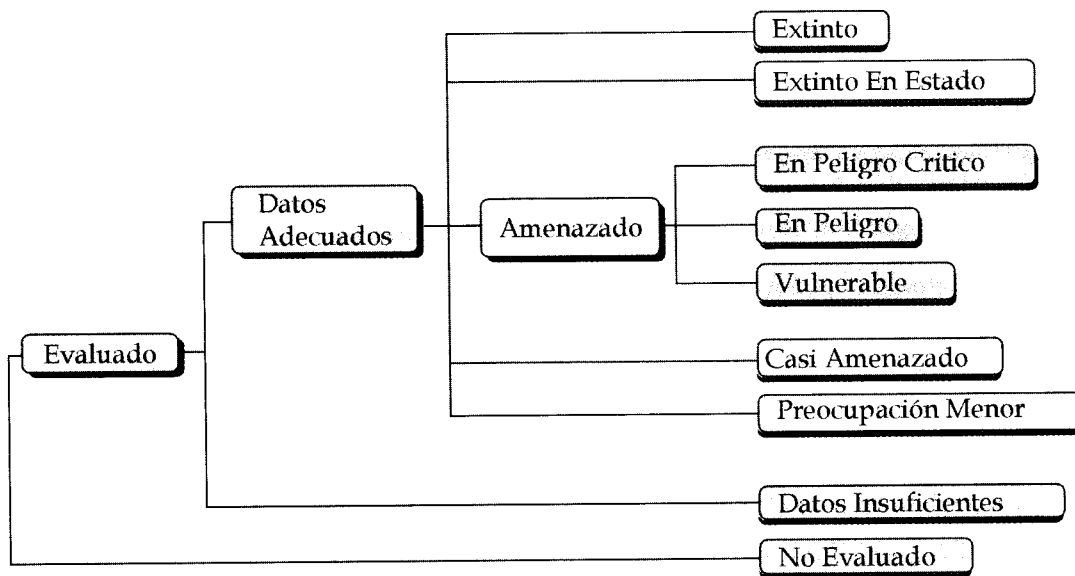 Extinto
Extinto En Estado
En Peligro Critico
Datos
Adecuados
Amenazado
En Peligro
Vulnerable
Evaluado
Casi Amenazado
Preocupación Menor
Datos Insuficientes
No Evaluado